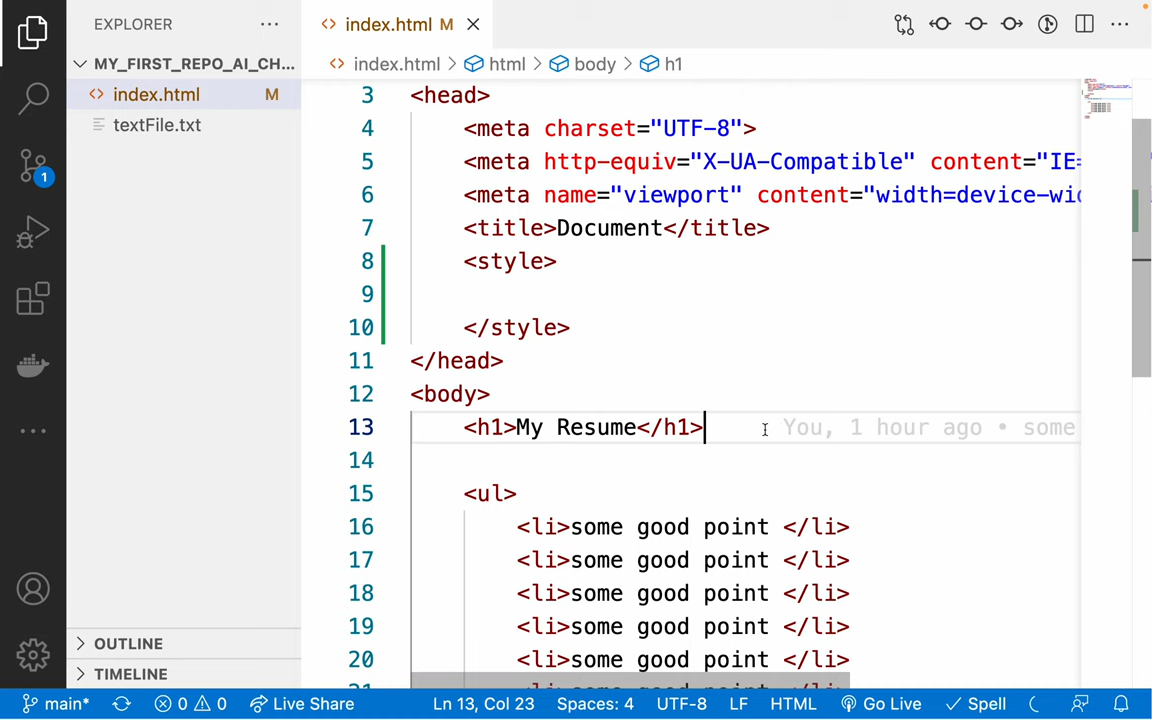 EXPLORER
index.html M
MY_FIRST_REPO_AI_CH...
index.html > html > body > h1
index.html M
textFile.txt
3 <head>
4 <meta charset="UTF-8">
5 <meta http-equiv="X-UA-Compatible" content="IE=
6 <meta name="viewport" content="width=device-wid
7 <title>Document</title>
8 <style>
9
10 </style>
11 </head>
12 <body>
13 <h1>My Resume</h1> You, 1 hour ago • some
14
15 <ul>
16 <li>some good point </li>
17 <li>some good point </li>
18 <li>some good point </li>
19 <li>some good point </li>
20 <li>some good point </li>
1
OUTLINE
TIMELINE
main* 0 0 Live Share Ln 13, Col 23 Spaces: 4 UTF-8 LF HTML Go Live Spell